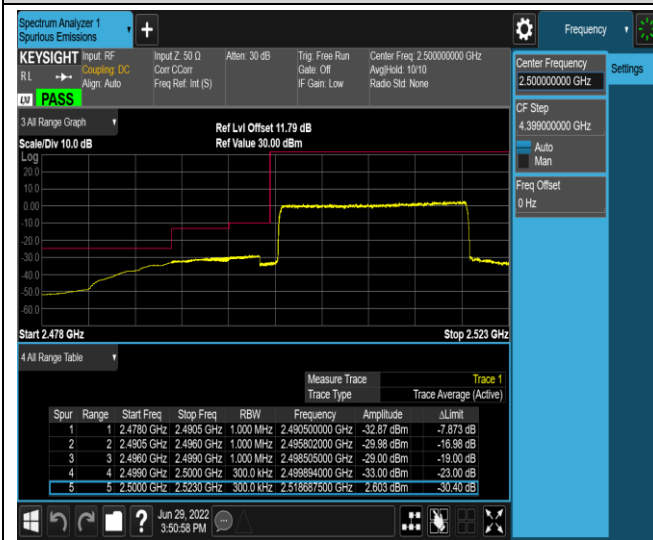 Spectrum Analyzer 1
Spurious Emissions
+
Frequency
KEYSIGHT
Input: RF
Input Z: 50 Ω
Atten: 30 dB
Trig: Free Run
Center Freq: 2.500000000 GHz
RL
Coupling: DC
Corr CCorr
Gate: Off
Avg|Hold: 10/10
Align: Auto
Freq Ref: Int (S)
IF Gain: Low
Radio Std: None
LXI
PASS
Center Frequency
2.500000000 GHz
Settings
CF Step
4.399000000 GHz
Auto
Man
Freq Offset
0 Hz
3 All Range Graph
Ref Lvl Offset 11.79 dB
Scale/Div 10.0 dB
Ref Value 30.00 dBm
Log
20.0
10.0
0.00
-10.0
-20.0
-30.0
-40.0
-50.0
-60.0
Start 2.478 GHz
Stop 2.523 GHz
4 All Range Table
Measure Trace Trace 1
Trace Type Trace Average (Active)
Spur Range Start Freq Stop Freq RBW Frequency Amplitude ΔLimit
1 1 2.4780 GHz 2.4905 GHz 1.000 MHz 2.490500000 GHz -32.87 dBm -7.873 dB
2 2 2.4905 GHz 2.4960 GHz 1.000 MHz 2.495802000 GHz -29.98 dBm -16.98 dB
3 3 2.4960 GHz 2.4990 GHz 1.000 MHz 2.498505000 GHz -29.00 dBm -19.00 dB
4 4 2.4990 GHz 2.5000 GHz 300.0 kHz 2.499894000 GHz -33.00 dBm -23.00 dB
5 5 2.5000 GHz 2.5230 GHz 300.0 kHz 2.518687500 GHz 2.603 dBm -30.40 dB
?
Jun 29, 2022
3:50:58 PM